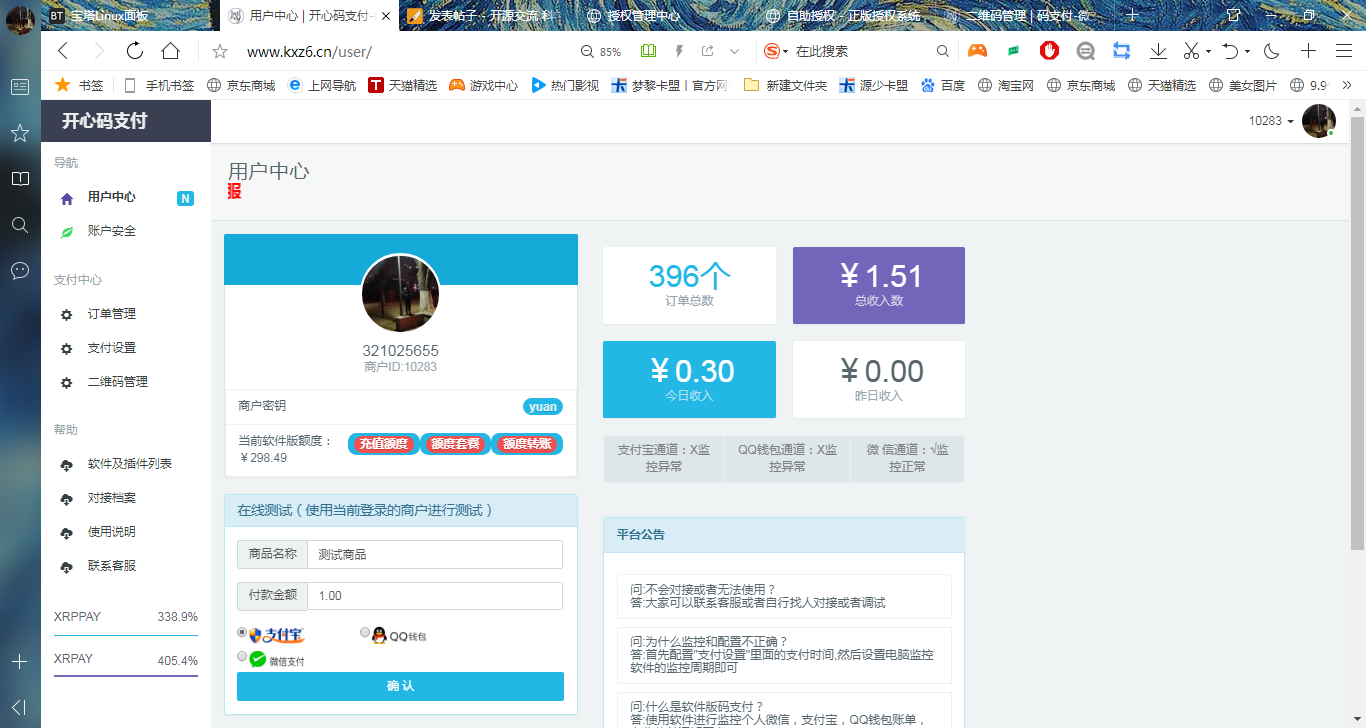 宝塔Linux面板
用户中心 | 开心码支付-
发表帖子 - 开源交流 科
授权管理中心
自助授权 - 正版授权系统
二维码管理 | 码支付-微
www.kxz6.cn/user/
85%
在此搜索
书签
手机书签
京东商城
上网导航
天猫精选
游戏中心
热门影视
梦黎卡盟丨官方网
新建文件夹
源少卡盟
百度
淘宝网
京东商城
天猫精选
美女图片
9.9
开心码支付
10283
导航
用户中心
N
账户安全
支付中心
订单管理
支付设置
二维码管理
帮助
软件及插件列表
对接档案
使用说明
联系客服
XRPPAY 338.9%
XRPAY 405.4%
用户中心
报
321025655
商户ID:10283
商户密钥
yuan
当前软件版额度：
￥298.49
充值额度
额度套餐
额度转账
在线测试（使用当前登录的商户进行测试）
商品名称 测试商品
付款金额 1.00
支付宝
QQ钱包
微信支付
确 认
396个
订单总数
￥1.51
总收入数
￥0.30
今日收入
￥0.00
昨日收入
支付宝通道：X监
控异常
QQ钱包通道：X监
控异常
微 信通道：√监
控正常
平台公告
问:不会对接或者无法使用？
答:大家可以联系客服或者自行找人对接或者调试
问:为什么监控和配置不正确？
答:首先配置"支付设置"里面的支付时间,然后设置电脑监控
软件的监控周期即可
问:什么是软件版码支付？
答:使用软件进行监控个人微信，支付宝，QQ钱包账单，